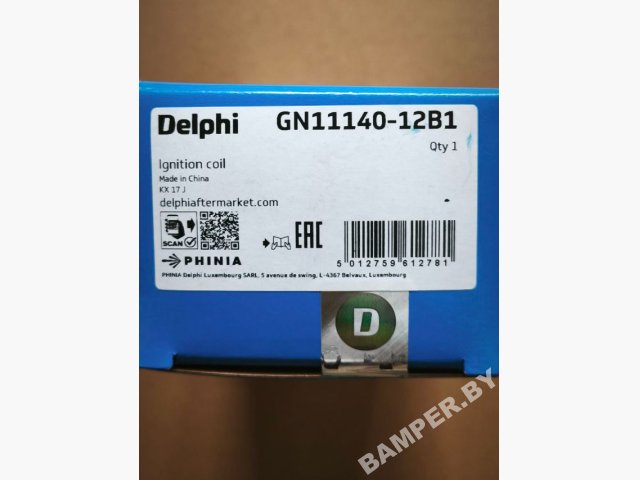 Delphi GN11140-12B1
Qty 1
Ignition coil
Made in China
KX 17 J
delphiaftermarket.com
SCAN
EAC
PHINIA
5 012759 612781
PHINIA Delphi Luxembourg SARL, 5 avenue de swing, L-4367 Belvaux, Luxembourg
D
BAMPER.BY